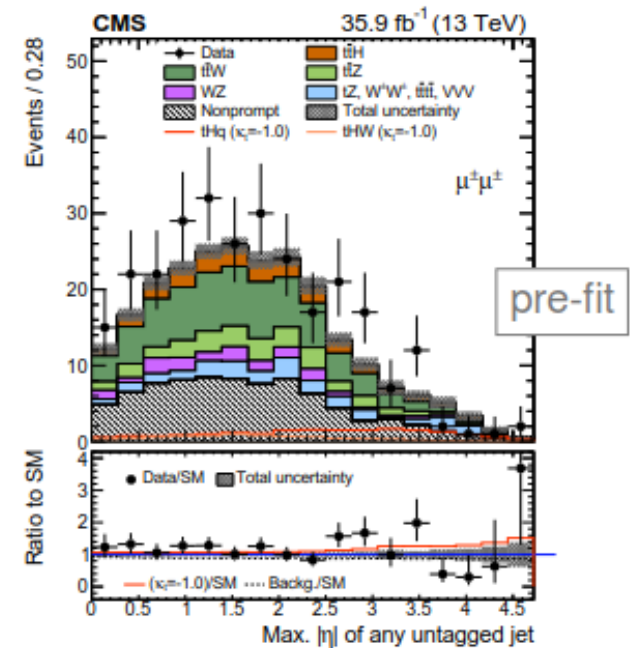 CMS 35.9 fb⁻¹ (13 TeV)
Events / 0.28
50
40
30
20
10
0
Data
tt̄H
tt̄W
tt̄Z
WZ
tZ, W±W±, tt̄tt̄, VVV
Nonprompt
Total uncertainty
tHq (κₜ=-1.0)
tHW (κₜ=-1.0)
μ±μ±
pre-fit
Ratio to SM
4
3
2
1
0
Data/SM
Total uncertainty
(κₜ=-1.0)/SM
Backg./SM
0 0.5 1 1.5 2 2.5 3 3.5 4 4.5
Max. |η| of any untagged jet